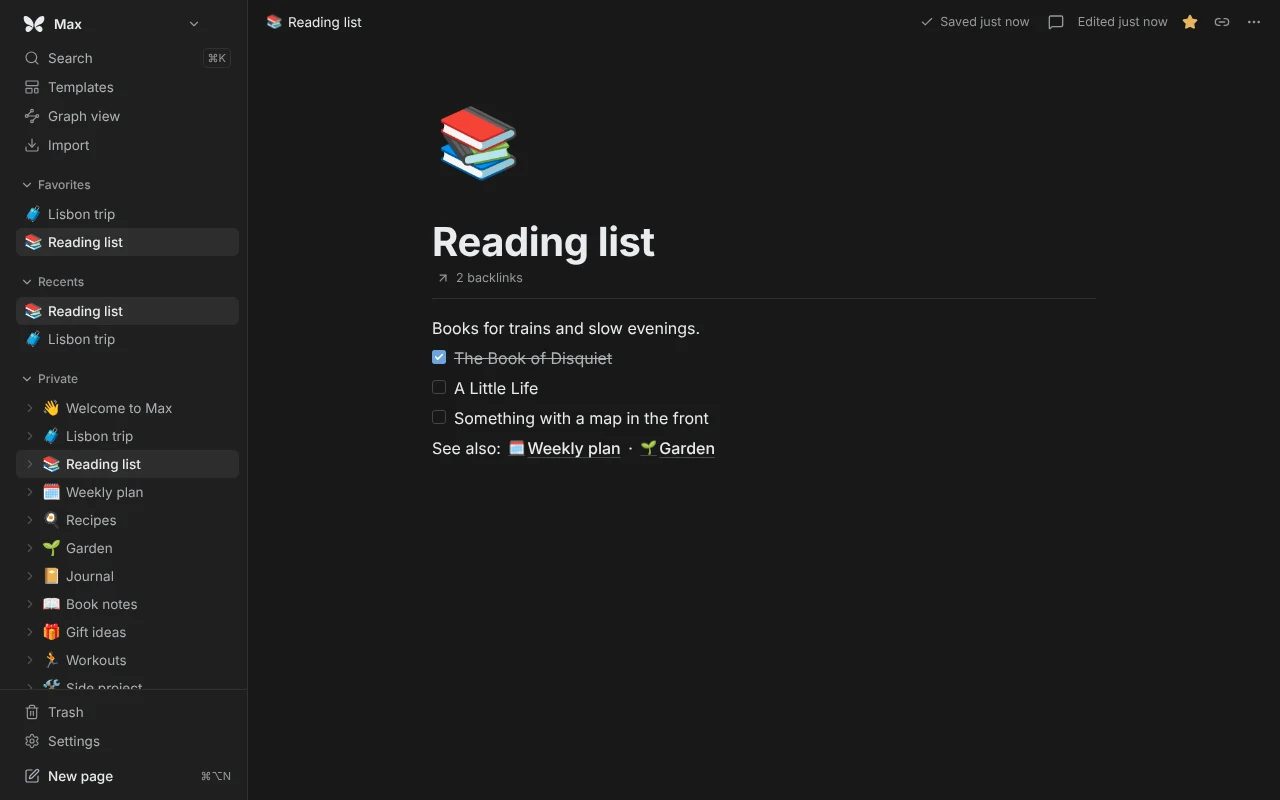 Max
Search ⌘K
Templates
Graph view
Import
Favorites
Lisbon trip
Reading list
Recents
Reading list
Lisbon trip
Private
Welcome to Max
Lisbon trip
Reading list
Weekly plan
Recipes
Garden
Journal
Book notes
Gift ideas
Workouts
Side project
Trash
Settings
New page ⌘⌥N
Reading list
Saved just now
Edited just now
Reading list
2 backlinks
Books for trains and slow evenings.
The Book of Disquiet
A Little Life
Something with a map in the front
See also: Weekly plan · Garden